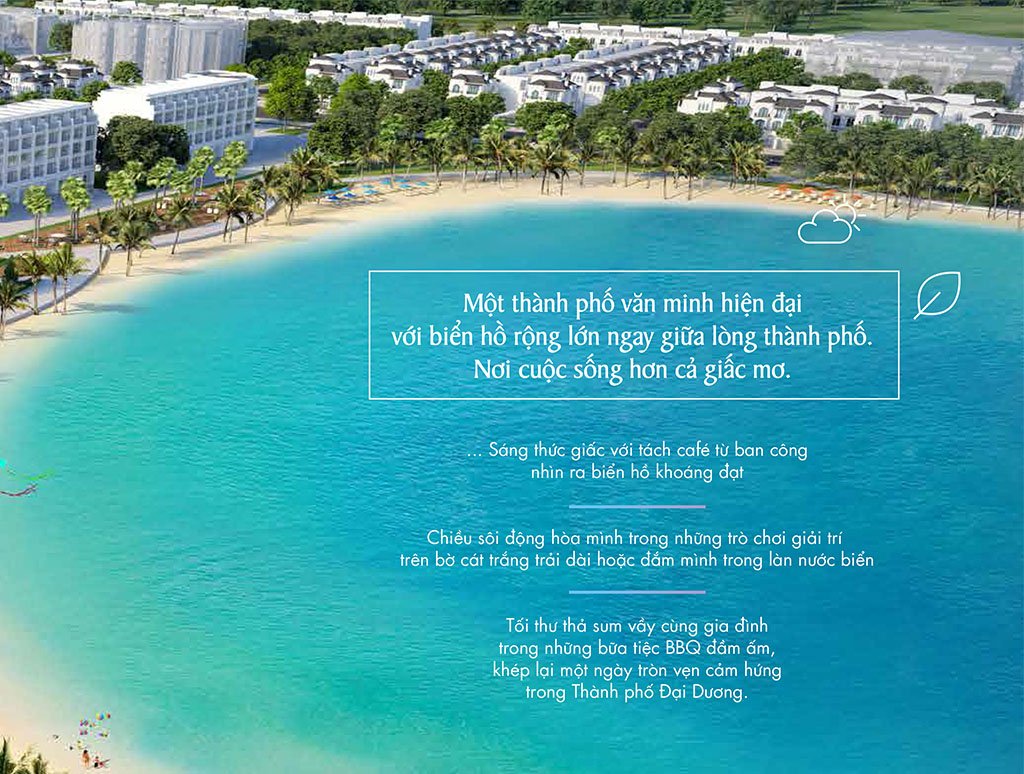 Một thành phố văn minh hiện đại
với biển hồ rộng lớn ngay giữa lòng thành phố.
Nơi cuộc sống hơn cả giấc mơ.
... Sáng thức giấc với tách café từ ban công
nhìn ra biển hồ khoáng đạt
Chiều sôi động hòa mình trong những trò chơi giải trí
trên bờ cát trắng trải dài hoặc đắm mình trong làn nước biển
Tối thư thả sum vầy cùng gia đình
trong những bữa tiệc BBQ đầm ấm,
khép lại một ngày tròn vẹn cảm hứng
trong Thành phố Đại Dương.